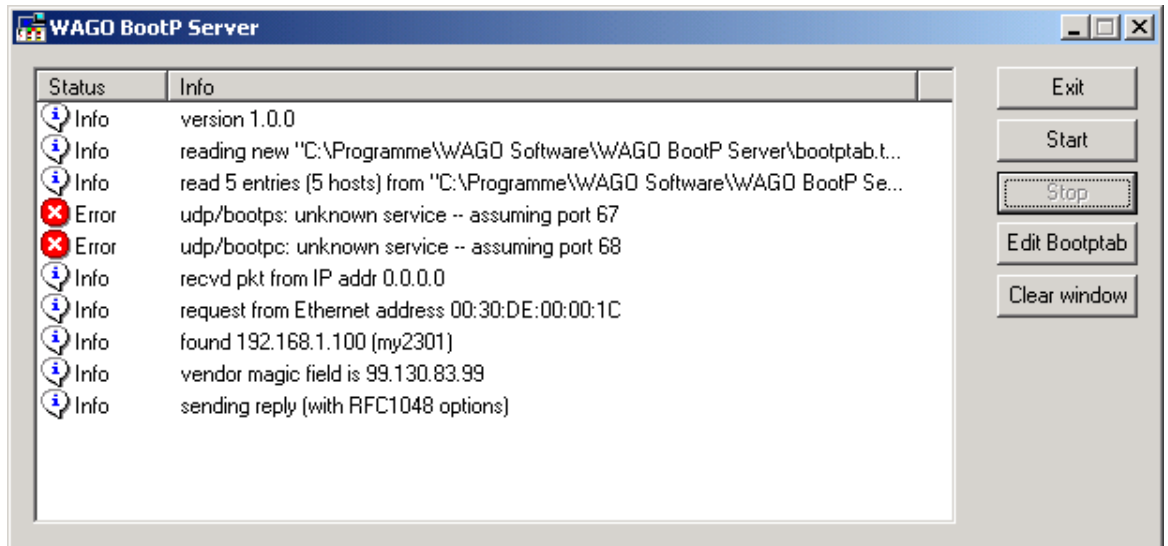 WAGO BootP Server
Status Info
Info version 1.0.0
Info reading new "C:\Programme\WAGO Software\WAGO BootP Server\bootptab.t...
Info read 5 entries (5 hosts) from "C:\Programme\WAGO Software\WAGO BootP Se...
Error udp/bootps: unknown service -- assuming port 67
Error udp/bootpc: unknown service -- assuming port 68
Info recvd pkt from IP addr 0.0.0.0
Info request from Ethernet address 00:30:DE:00:00:1C
Info found 192.168.1.100 (my2301)
Info vendor magic field is 99.130.83.99
Info sending reply (with RFC1048 options)
Exit
Start
Stop
Edit Bootptab
Clear window